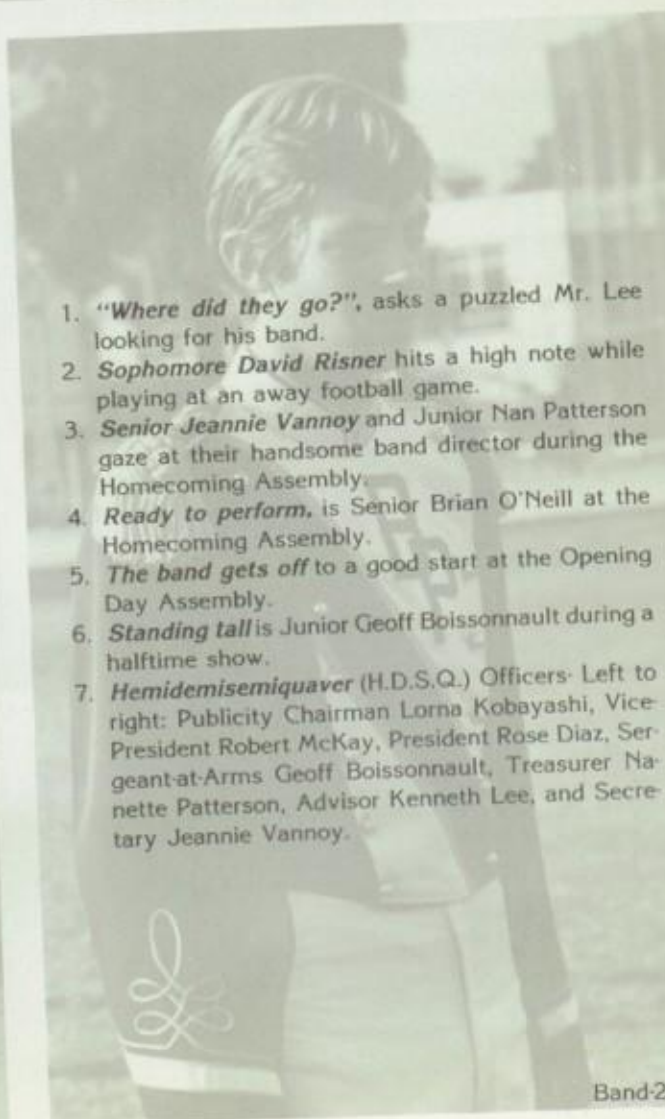 1. "Where did they go?", asks a puzzled Mr. Lee
looking for his band.
2. Sophomore David Risner hits a high note while
playing at an away football game.
3. Senior Jeannie Vannoy and Junior Nan Patterson
gaze at their handsome band director during the
Homecoming Assembly.
4. Ready to perform, is Senior Brian O'Neill at the
Homecoming Assembly.
5. The band gets off to a good start at the Opening
Day Assembly.
6. Standing tall is Junior Geoff Boissonnault during a
halftime show.
7. Hemidemisemiquaver (H.D.S.Q.) Officers- Left to
right: Publicity Chairman Lorna Kobayashi, Vice-
President Robert McKay, President Rose Diaz, Ser-
geant-at-Arms Geoff Boissonnault, Treasurer Na-
nette Patterson, Advisor Kenneth Lee, and Secre-
tary Jeannie Vannoy.
Band-2